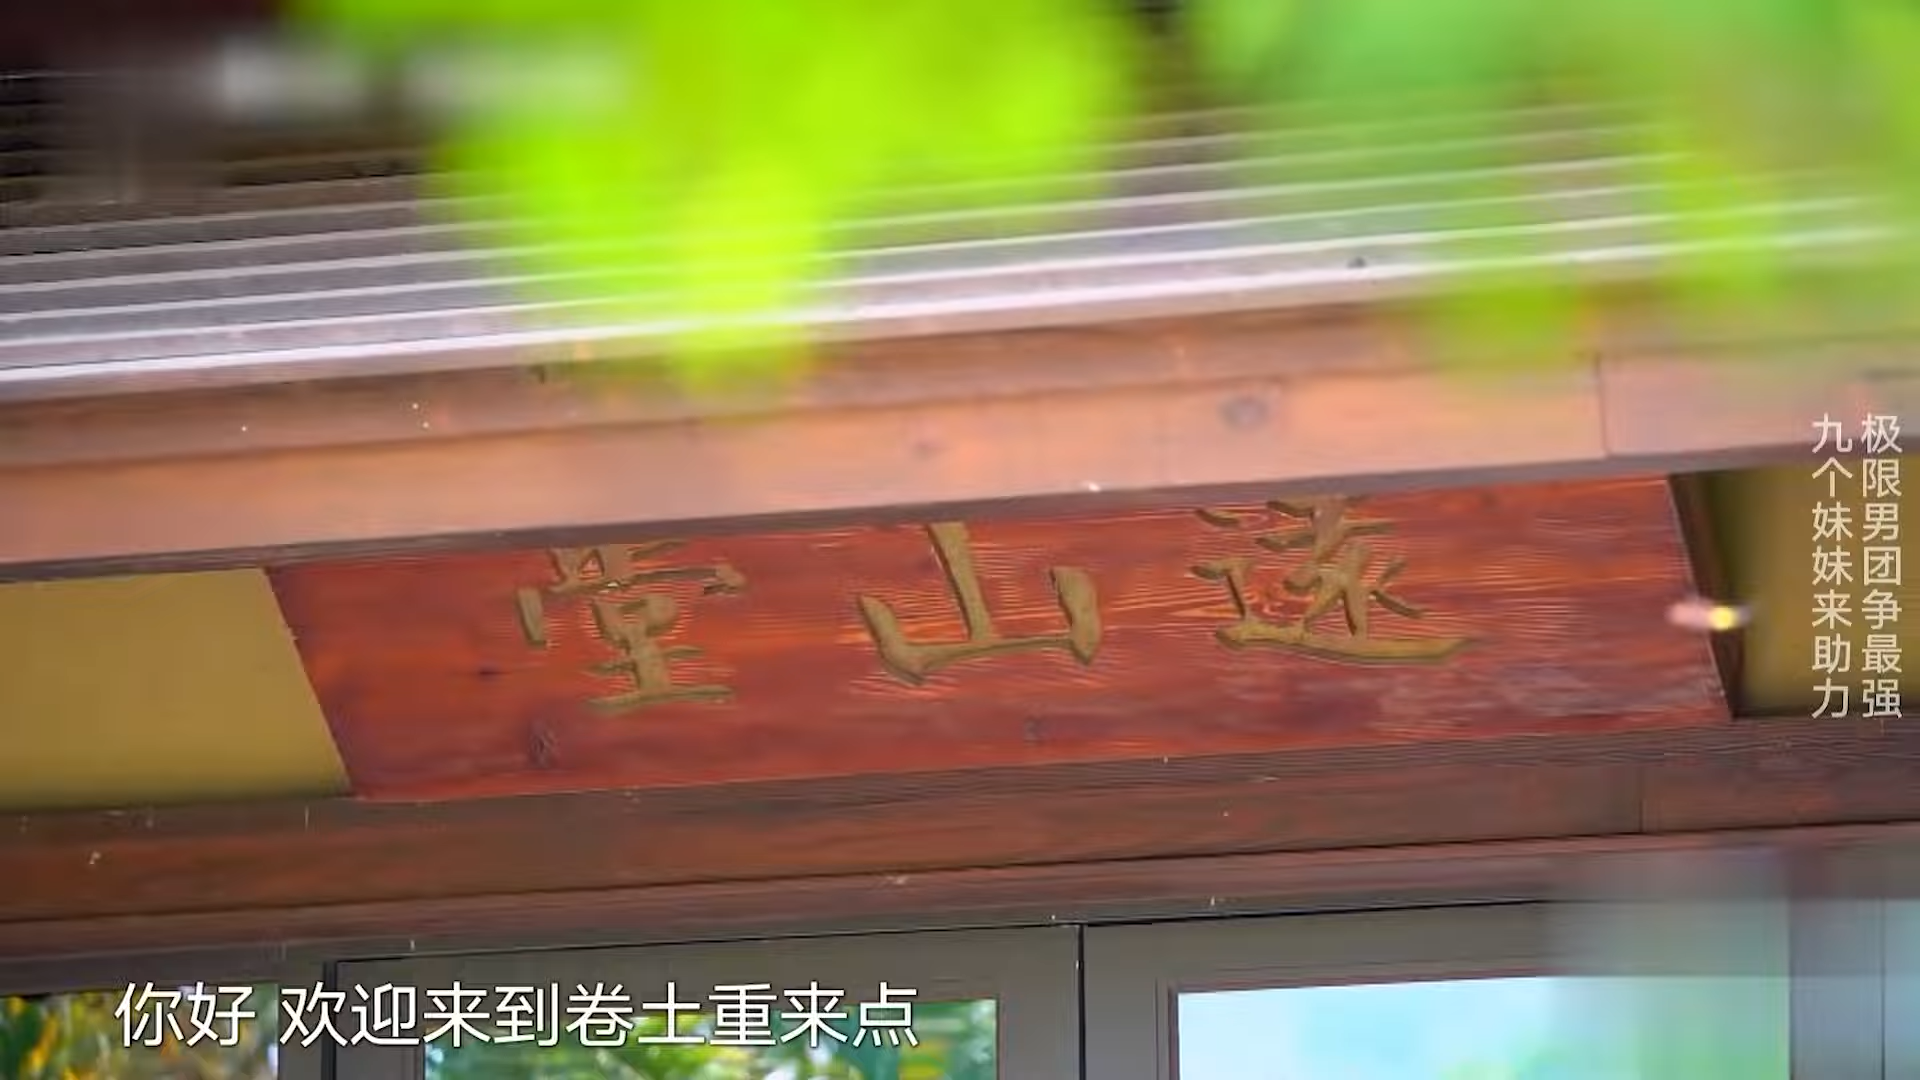 遠山堂
极限男团争最强
九个妹妹来助力
你好 欢迎来到卷土重来点